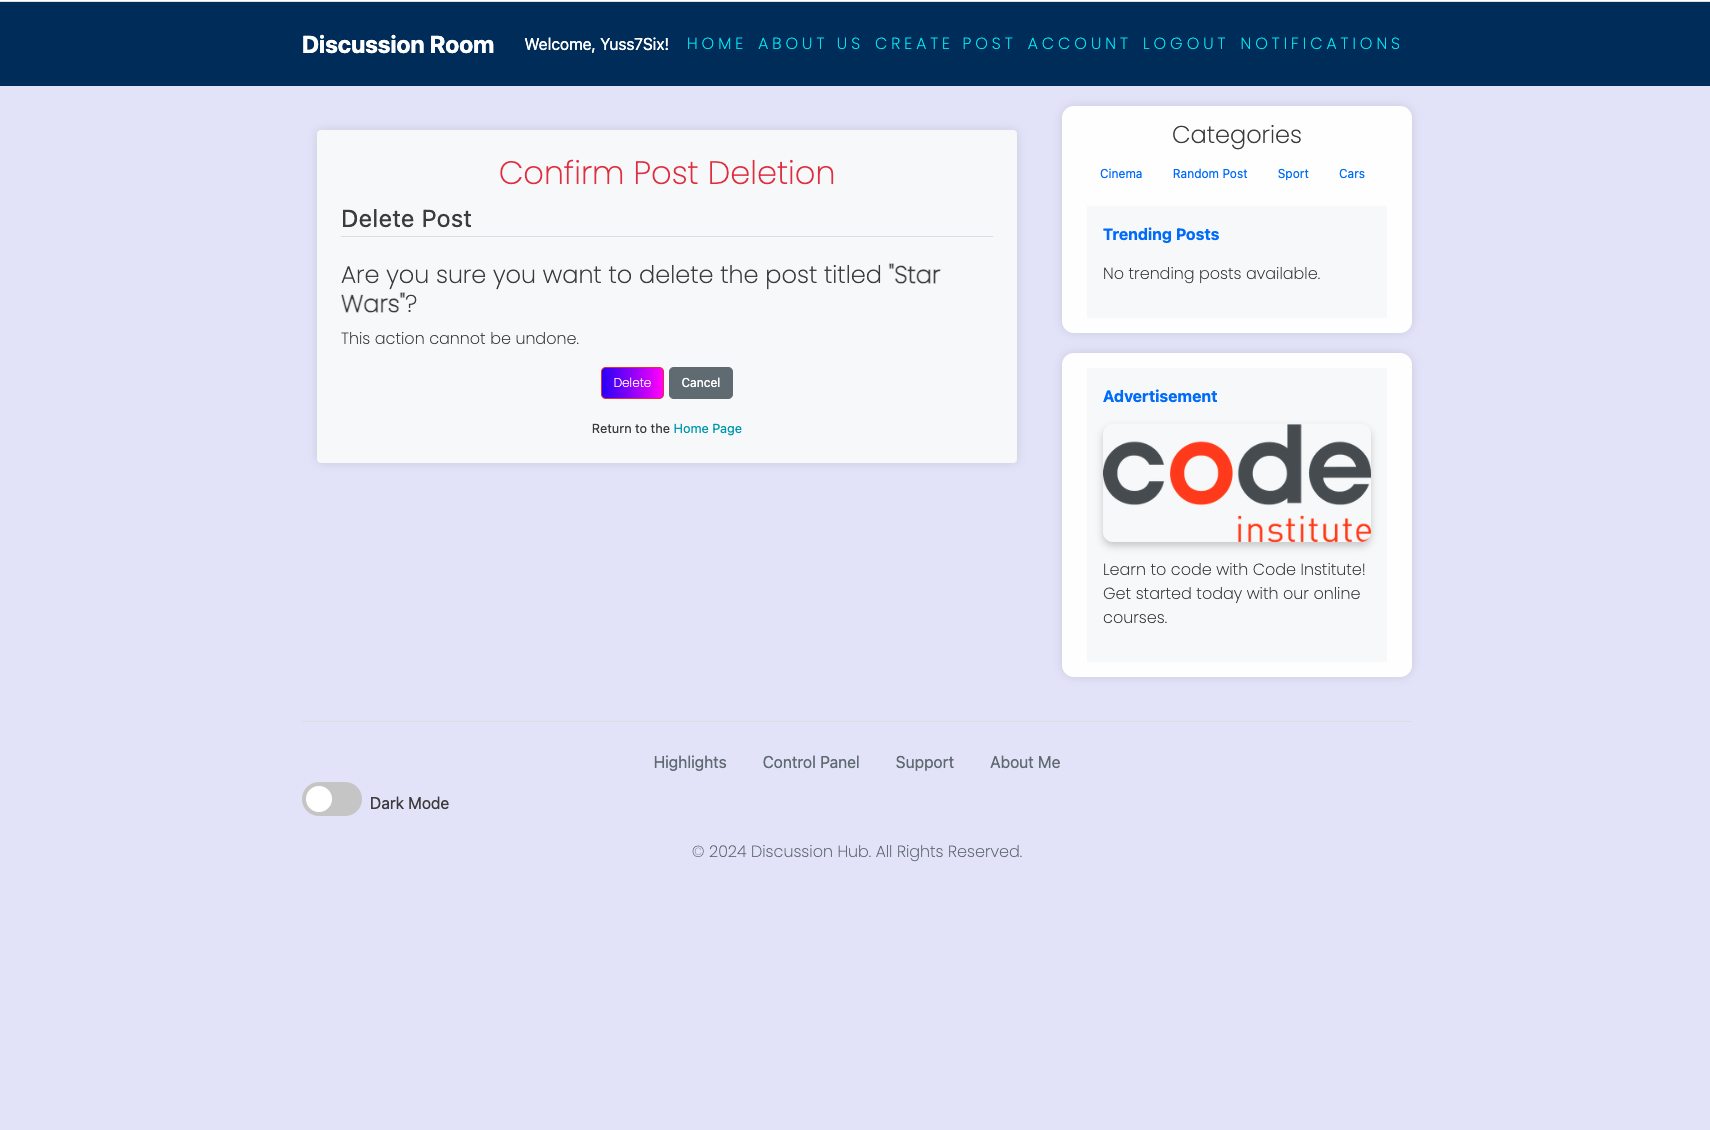 Discussion Room
Welcome, Yuss7Six! HOME ABOUT US CREATE POST ACCOUNT LOGOUT NOTIFICATIONS
Confirm Post Deletion
Delete Post
Are you sure you want to delete the post titled "Star
Wars"?
This action cannot be undone.
Delete Cancel
Return to the Home Page
Categories
Cinema Random Post Sport Cars
Trending Posts
No trending posts available.
Advertisement
code
institute
Learn to code with Code Institute!
Get started today with our online
courses.
Highlights Control Panel Support About Me
Dark Mode
© 2024 Discussion Hub. All Rights Reserved.